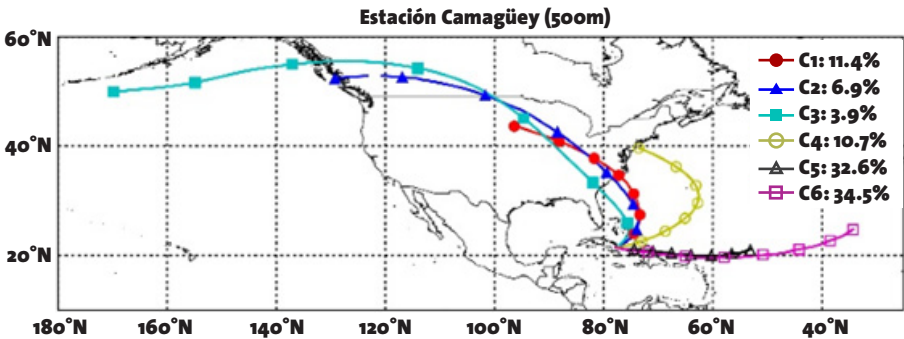 Estación Camagüey (500m)
60°N
40°N
20°N
C1: 11.4%
C2: 6.9%
C3: 3.9%
C4: 10.7%
C5: 32.6%
C6: 34.5%
180°N 160°N 140°N 120°N 100°N 80°N 60°N 40°N